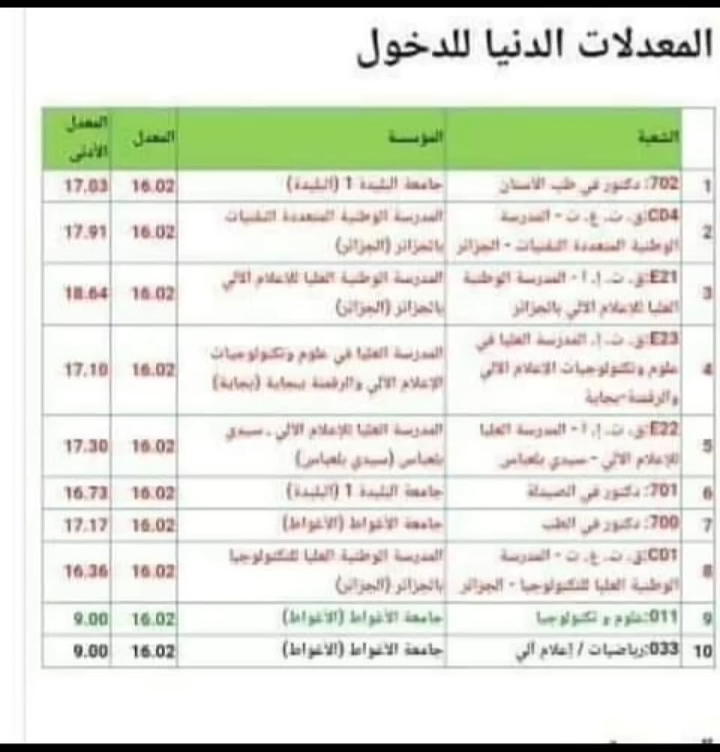 المعدلات الدنيا للدخول
الشعبة المؤسسة المعدل المعدل الأدنى
1 702: دكتور في طب الأسنان جامعة البليدة 1 (البليدة) 16.02 17.03
2 C04:ق. ت. ع. ت - المدرسة المدرسة الوطنية المتعددة التقنيات 16.02 17.91
الوطنية المتعددة التقنيات - الجزائر بالجزائر (الجزائر)
3 E21:ق. ت. إ. أ - المدرسة الوطنية المدرسة الوطنية العليا للإعلام الآلي 16.02 18.64
العليا للإعلام الآلي بالجزائر بالجزائر (الجزائر)
E23:ق. ت. إ. المدرسة العليا في المدرسة العليا في علوم وتكنولوجيات
4 علوم وتكنولوجيات الإعلام الآلي الإعلام الآلي والرقمنة ببجاية (بجاية) 16.02 17.10
والرقمنة-بجاية
5 E22:ق. ت. إ. أ - المدرسة العليا المدرسة العليا للإعلام الآلي . سيدي 16.02 17.30
للإعلام الآلي - سيدي بلعباس بلعباس (سيدي بلعباس)
6 701: دكتور في الصيدلة جامعة البليدة 1 (البليدة) 16.02 16.73
7 700: دكتور في الطب جامعة الأغواط (الأغواط) 16.02 17.17
8 C01:ق. ت. ع. ت - المدرسة المدرسة الوطنية العليا للتكنولوجيا 16.02 16.36
الوطنية العليا للتكنولوجيا - الجزائر بالجزائر (الجزائر)
9 011:علوم و تكنولوجيا جامعة الأغواط (الأغواط) 16.02 9.00
10 033:رياضيات / إعلام آلي جامعة الأغواط (الأغواط) 16.02 9.00